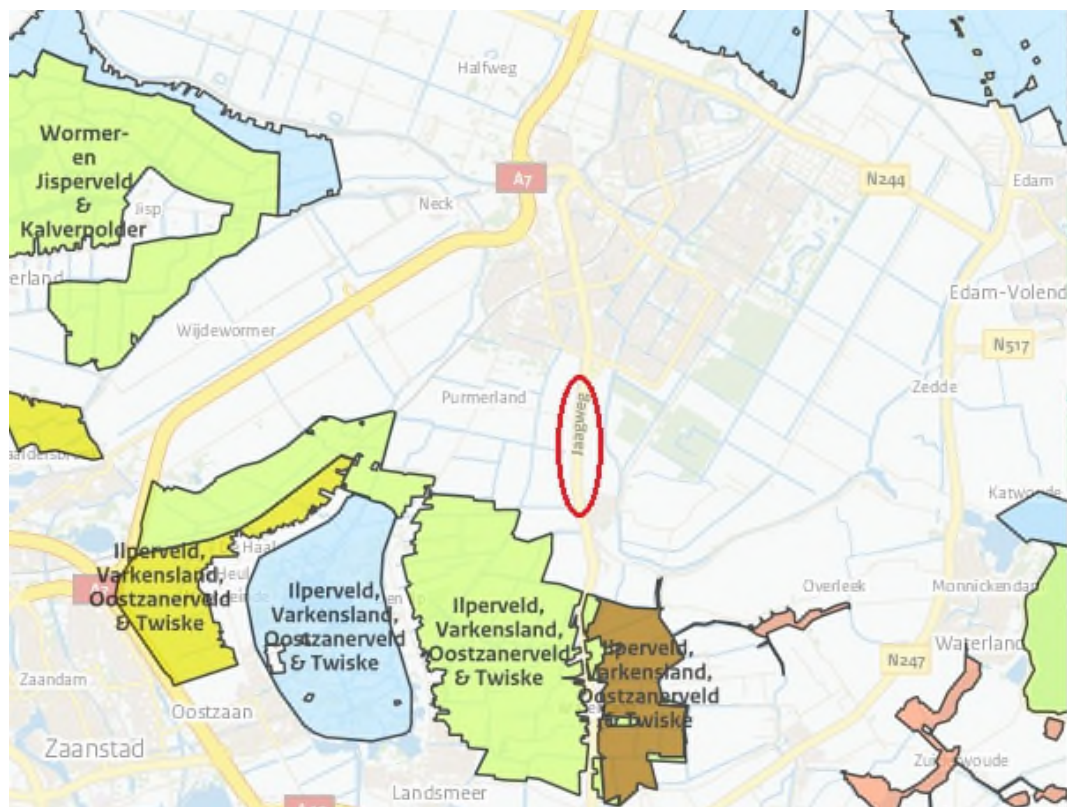 Halfweg
Wormer-
en
Jisperveld
&
Kalverpolder
Jisp
A7
Neck
N244
Edam
erland
Edam-Volend
Wijdewormer
N517
Purmerland
Zedde
Jaagweg
Katwoude
Haal
Ilperveld,
Varkensland,
Oostzanerveld
& Twiske
Ilperveld,
Varkensland,
Oostzanerveld
& Twiske
Ilperveld,
Varkensland,
Oostzanerveld
& Twiske
Ilperveld,
Varkensland,
Oostzanerveld
& Twiske
Overleek
Monnickendam
Waterland
N247
Zaandam
Oostzaan
Zaanstad
Landsmeer